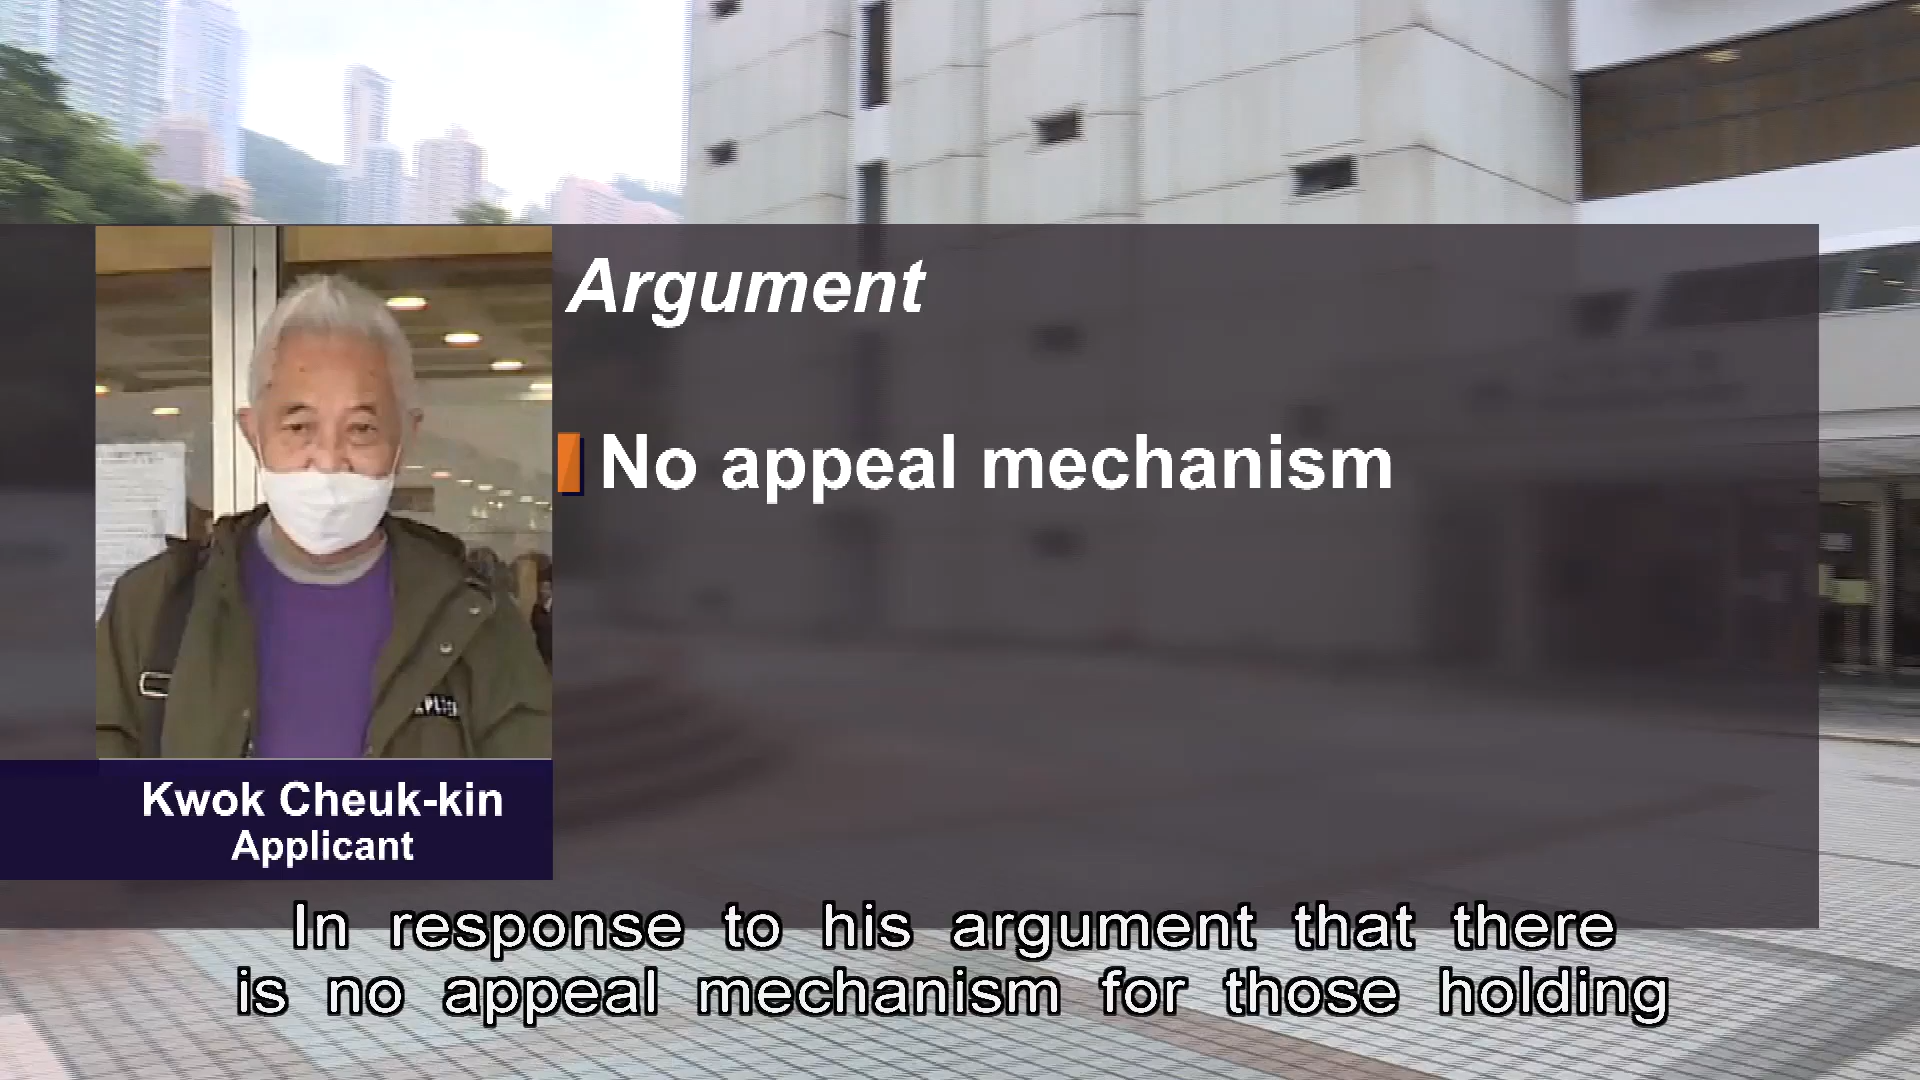 Argument
No appeal mechanism
Kwok Cheuk-kin
Applicant
In response to his argument that there
is no appeal mechanism for those holding